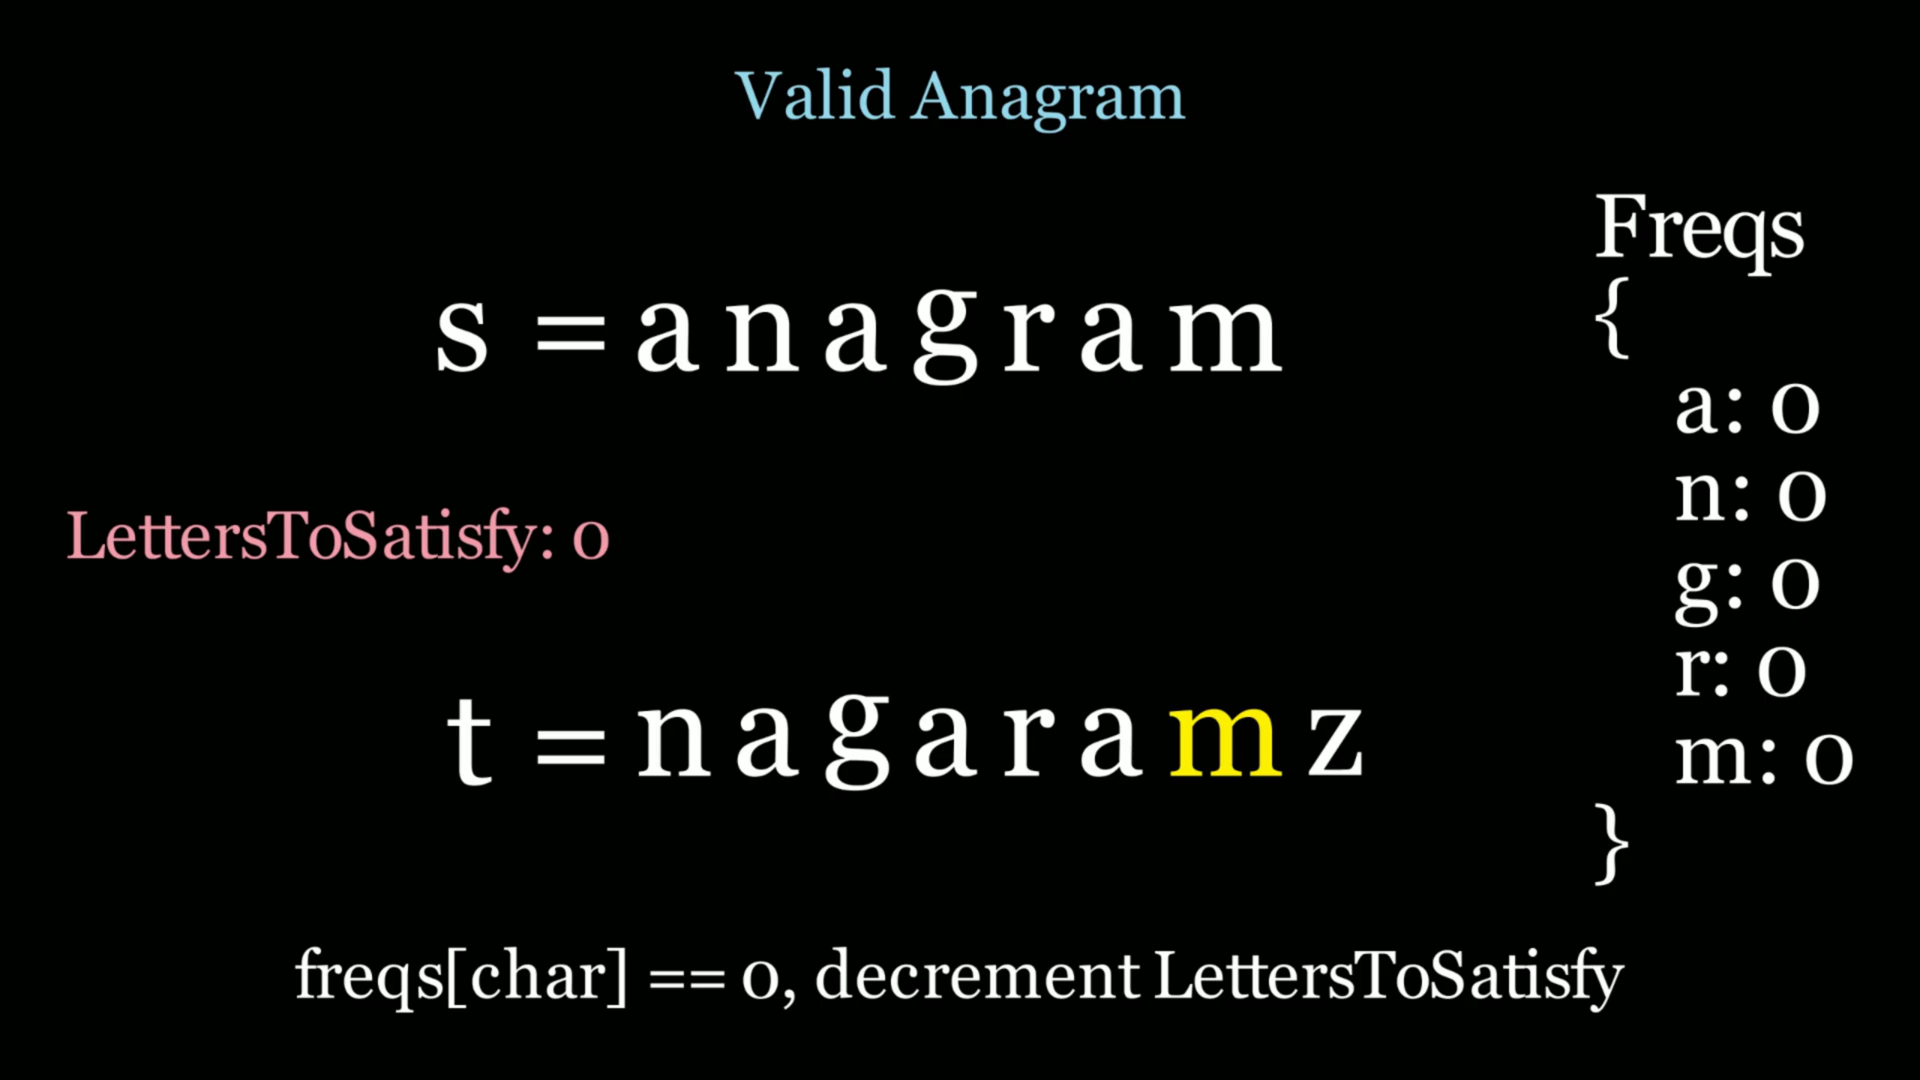 Valid Anagram
s = a n a g r a m
LettersToSatisfy: 0
t = n a g a r a m z
Freqs
{
a: 0
n: 0
g: 0
r: 0
m: 0
}
freqs[char] == 0, decrement LettersToSatisfy